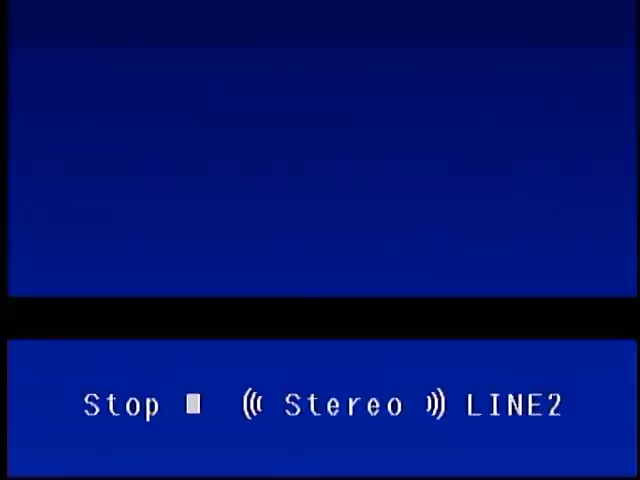 Stop ■ ((( Stereo ))) LINE2